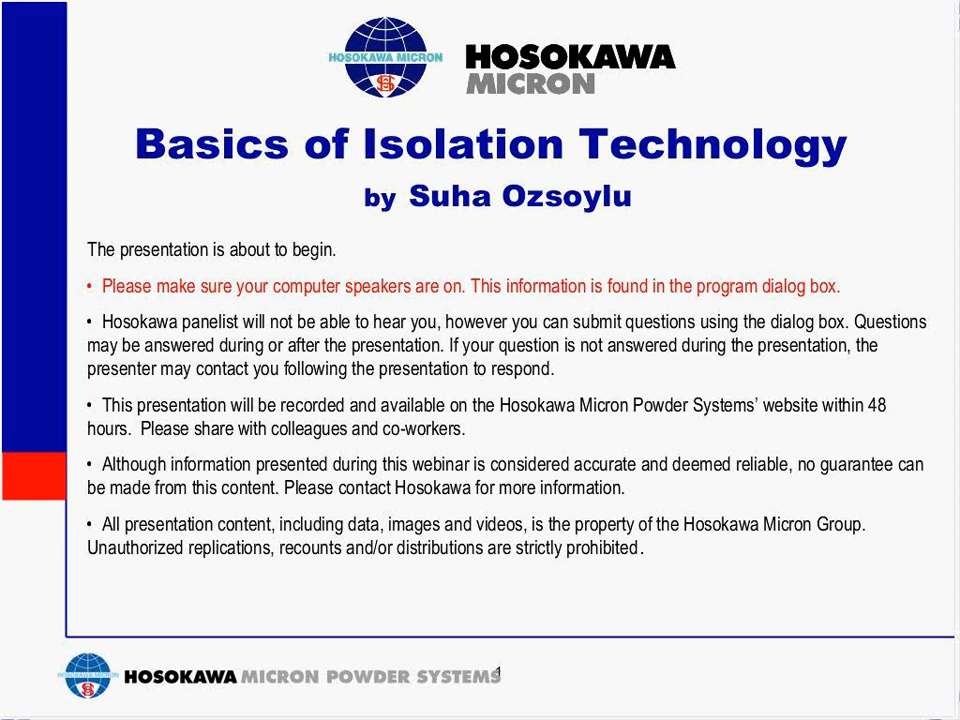 HOSOKAWA MICRON
HOSOKAWA
MICRON
Basics of Isolation Technology
by Suha Ozsoylu
The presentation is about to begin.
• Please make sure your computer speakers are on. This information is found in the program dialog box.
• Hosokawa panelist will not be able to hear you, however you can submit questions using the dialog box. Questions
may be answered during or after the presentation. If your question is not answered during the presentation, the
presenter may contact you following the presentation to respond.
• This presentation will be recorded and available on the Hosokawa Micron Powder Systems’ website within 48
hours. Please share with colleagues and co-workers.
• Although information presented during this webinar is considered accurate and deemed reliable, no guarantee can
be made from this content. Please contact Hosokawa for more information.
• All presentation content, including data, images and videos, is the property of the Hosokawa Micron Group.
Unauthorized replications, recounts and/or distributions are strictly prohibited.
HOSOKAWA MICRON
HOSOKAWA MICRON POWDER SYSTEMS
1